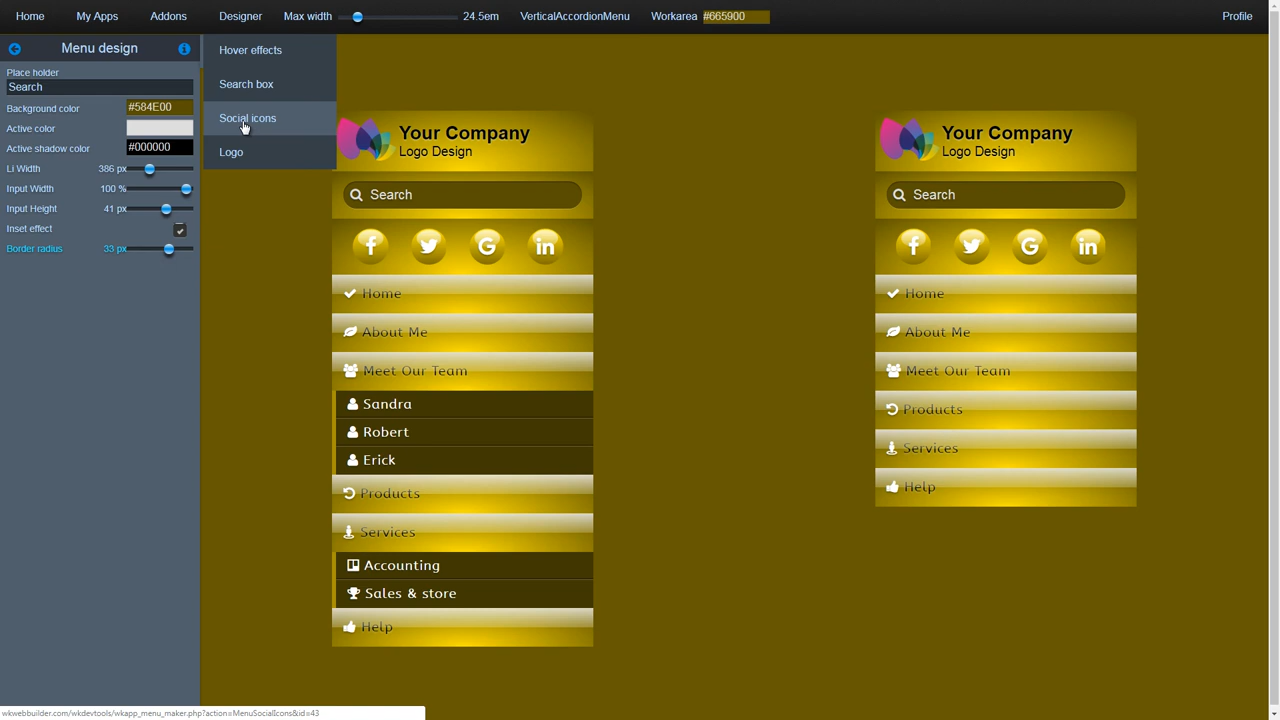 Home My Apps Addons Designer Max width 24.5em VerticalAccordionMenu Workarea #665900 Profile
Menu design
Place holder
Search
Background color #584E00
Active color
Active shadow color #000000
Li Width 386 px
Input Width 100 %
Input Height 41 px
Inset effect
Border radius 33 px
Hover effects
Search box
Social icons
Logo
Your Company
Logo Design
Search
Home
About Me
Meet Our Team
Sandra
Robert
Erick
Products
Services
Accounting
Sales & store
Help
Your Company
Logo Design
Search
Home
About Me
Meet Our Team
Products
Services
Help
wkwebbuilder.com/wkdevtools/wkapp_menu_maker.php?action=MenuSocialIcons&id=43